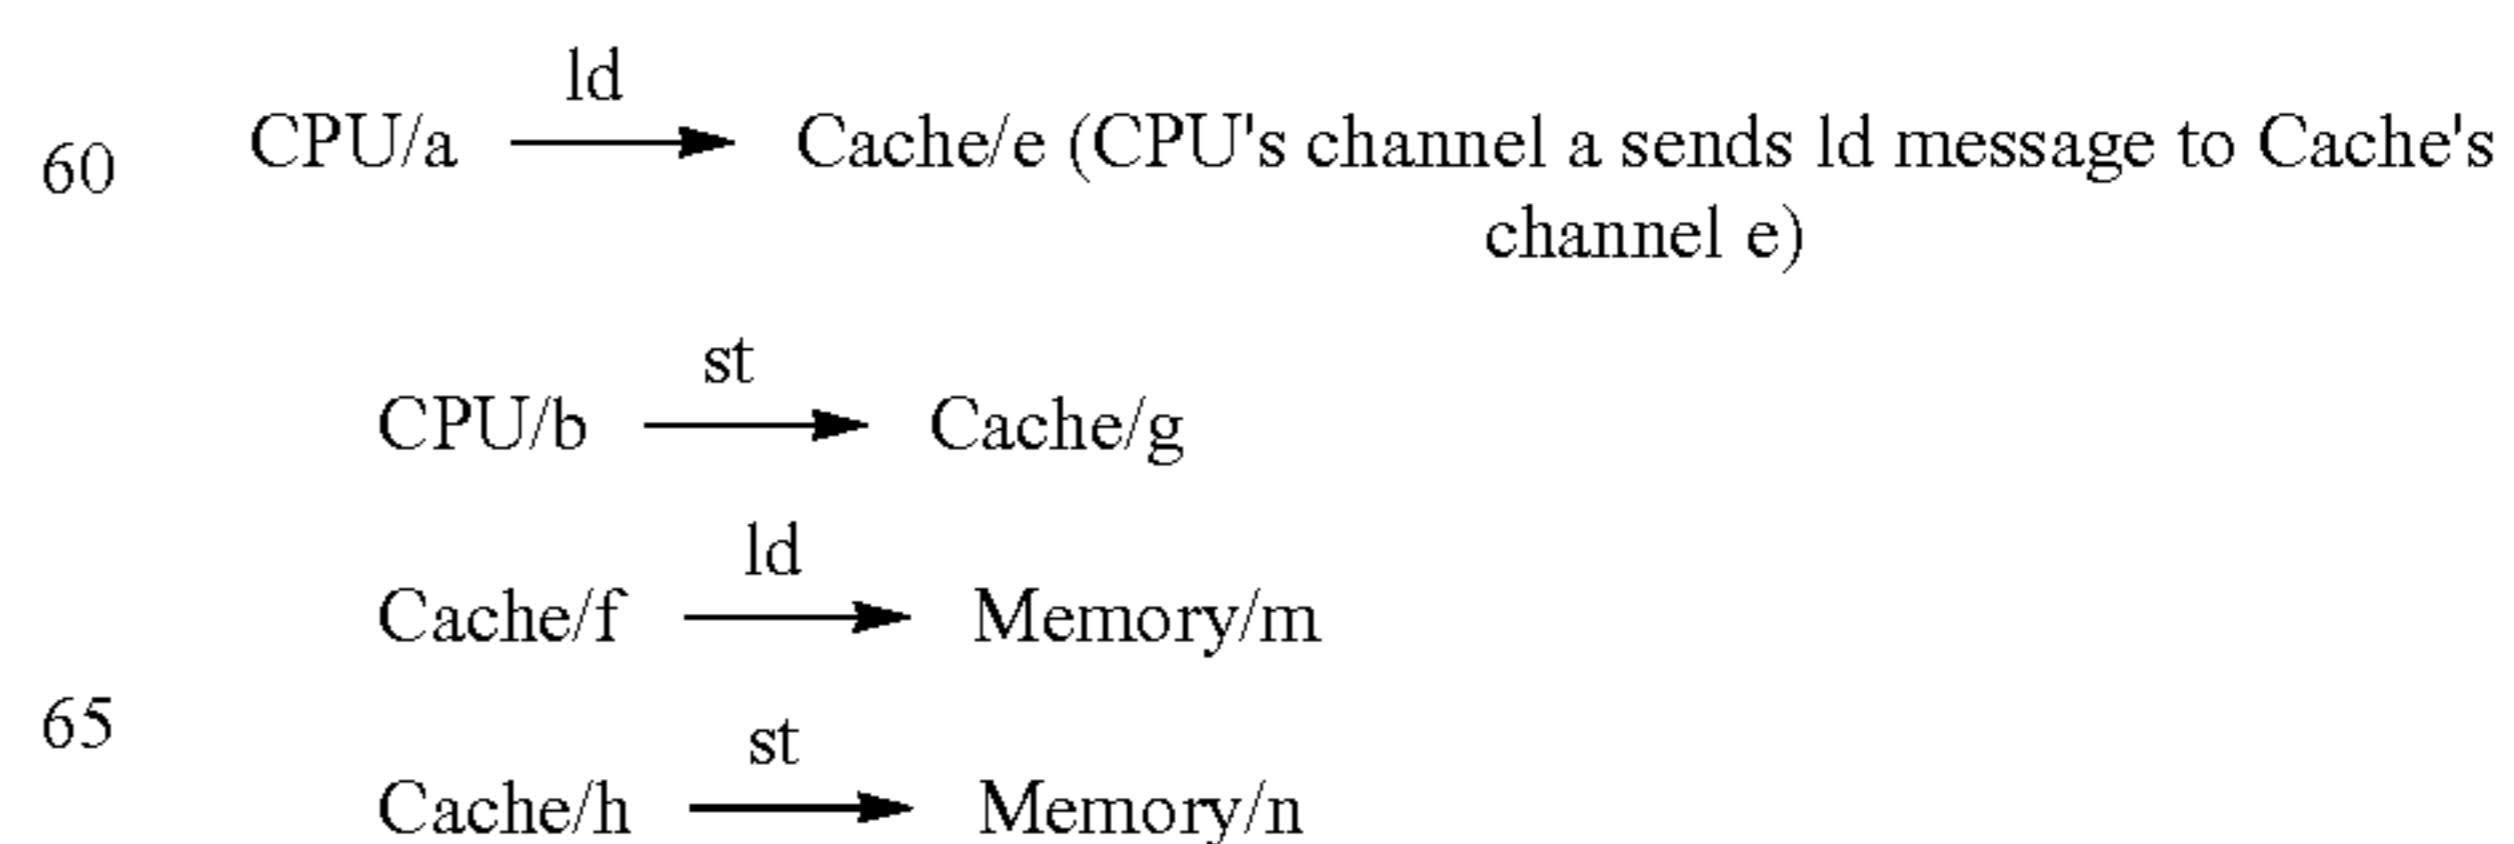 ld
60 CPU/a Cache/e (CPU's channel a sends ld message to Cache's
channel e)
st
CPU/b Cache/g
ld
Cache/f Memory/m
65
st
Cache/h Memory/n